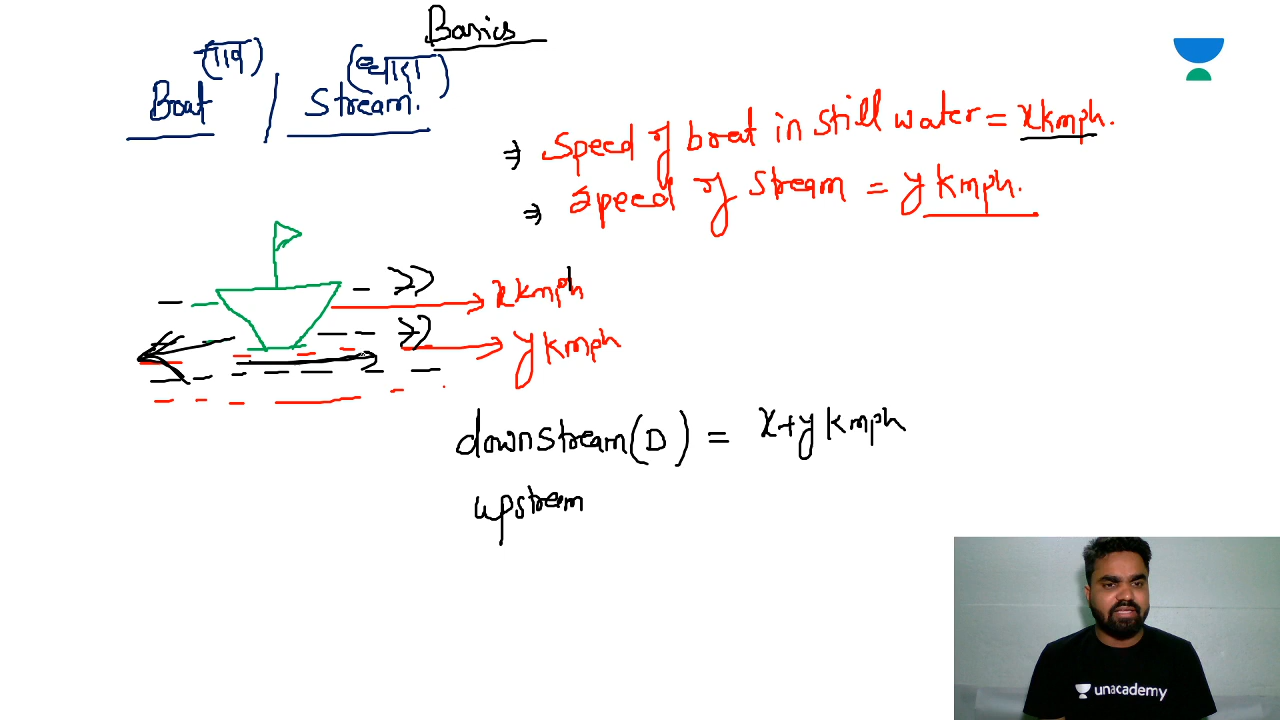 Basics
(नाव)
Boat / Stream.
⇒ Speed of boat in still water = x kmph.
⇒ Speed of stream = y kmph.
x kmph
y kmph
downstream (D) = x+y kmph
upstream
unacademy